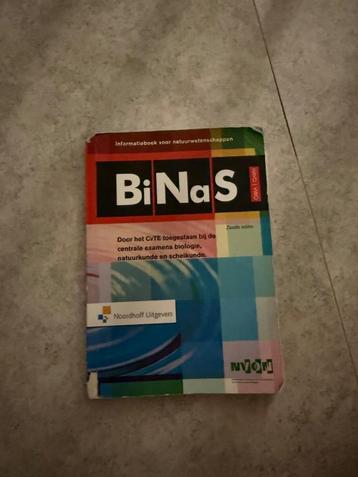 Informatieboek voor natuurwetenschappen
BiNaS
havo | vwo
Zesde editie
Door het CvTE toegestaan bij de
centrale examens biologie,
natuurkunde en scheikunde.
Noordhoff Uitgevers
NVON